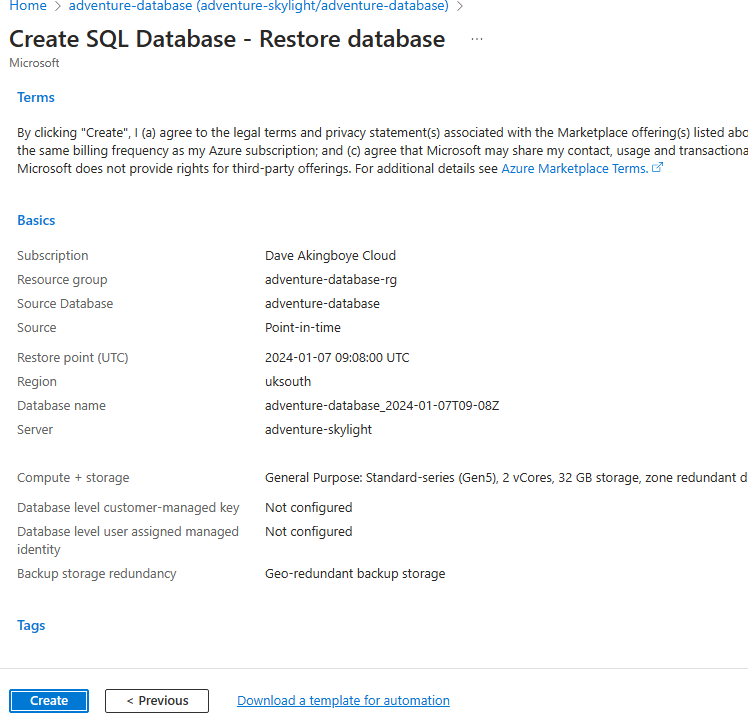 Home > adventure-database (adventure-skylight/adventure-database) >
Create SQL Database - Restore database ...
Microsoft
Terms
By clicking "Create", I (a) agree to the legal terms and privacy statement(s) associated with the Marketplace offering(s) listed
the same billing frequency as my Azure subscription; and (c) agree that Microsoft may share my contact, usage and
Microsoft does not provide rights for third-party offerings. For additional details see Azure Marketplace Terms.
Basics
Subscription Dave Akingboye Cloud
Resource group adventure-database-rg
Source Database adventure-database
Source Point-in-time
Restore point (UTC) 2024-01-07 09:08:00 UTC
Region uksouth
Database name adventure-database_2024-01-07T09-08Z
Server adventure-skylight
Compute + storage General Purpose: Standard-series (Gen5), 2 vCores, 32 GB storage, zone redundant
Database level customer-managed key Not configured
Database level user assigned managed Not configured
identity
Backup storage redundancy Geo-redundant backup storage
Tags
Create < Previous Download a template for automation